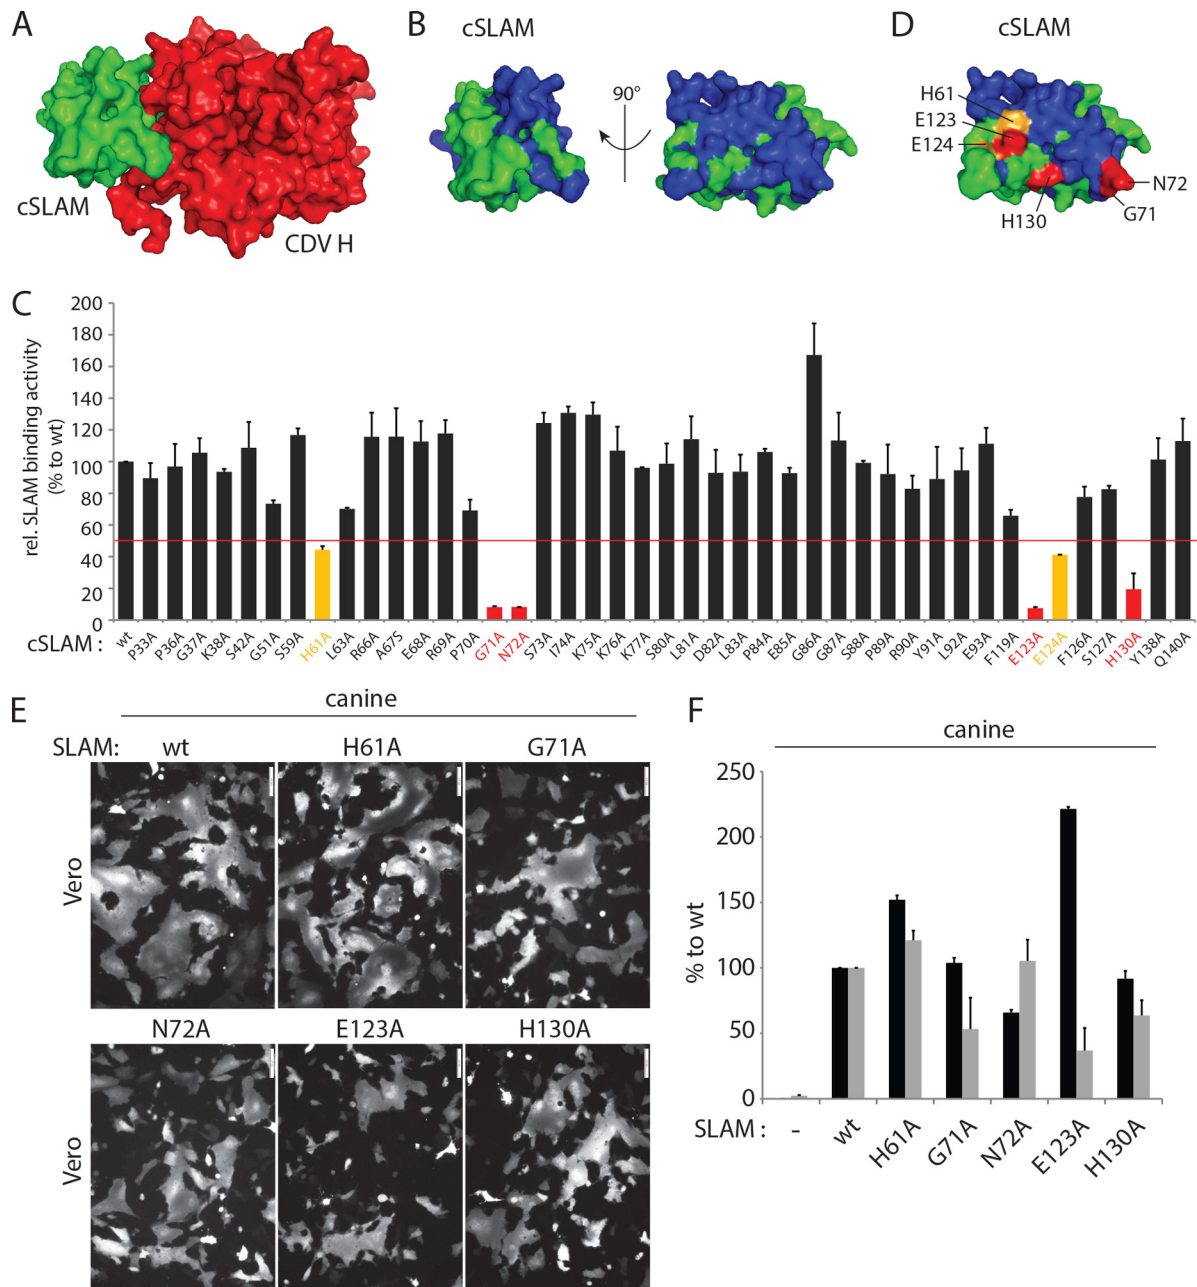 A
cSLAM
CDV H
B
cSLAM
90°
D
cSLAM
H61
E123
E124
H130
N72
G71
C
rel. SLAM binding activity
(% to wt)
200
180
160
140
120
100
80
60
40
20
0
cSLAM :
wt
P33A
P36A
G37A
K38A
S42A
G51A
S59A
H61A
L63A
R66A
A67S
E68A
R69A
P70A
G71A
N72A
S73A
I74A
K75A
K76A
K77A
S80A
L81A
D82A
L83A
P84A
E85A
G86A
G87A
S88A
P89A
R90A
Y91A
L92A
E93A
F119A
E123A
E124A
F126A
S127A
H130A
Y138A
Q140A
E
canine
SLAM: wt H61A G71A
Vero
N72A E123A H130A
Vero
F
canine
% to wt
250
200
150
100
50
0
SLAM : - wt H61A G71A N72A E123A H130A